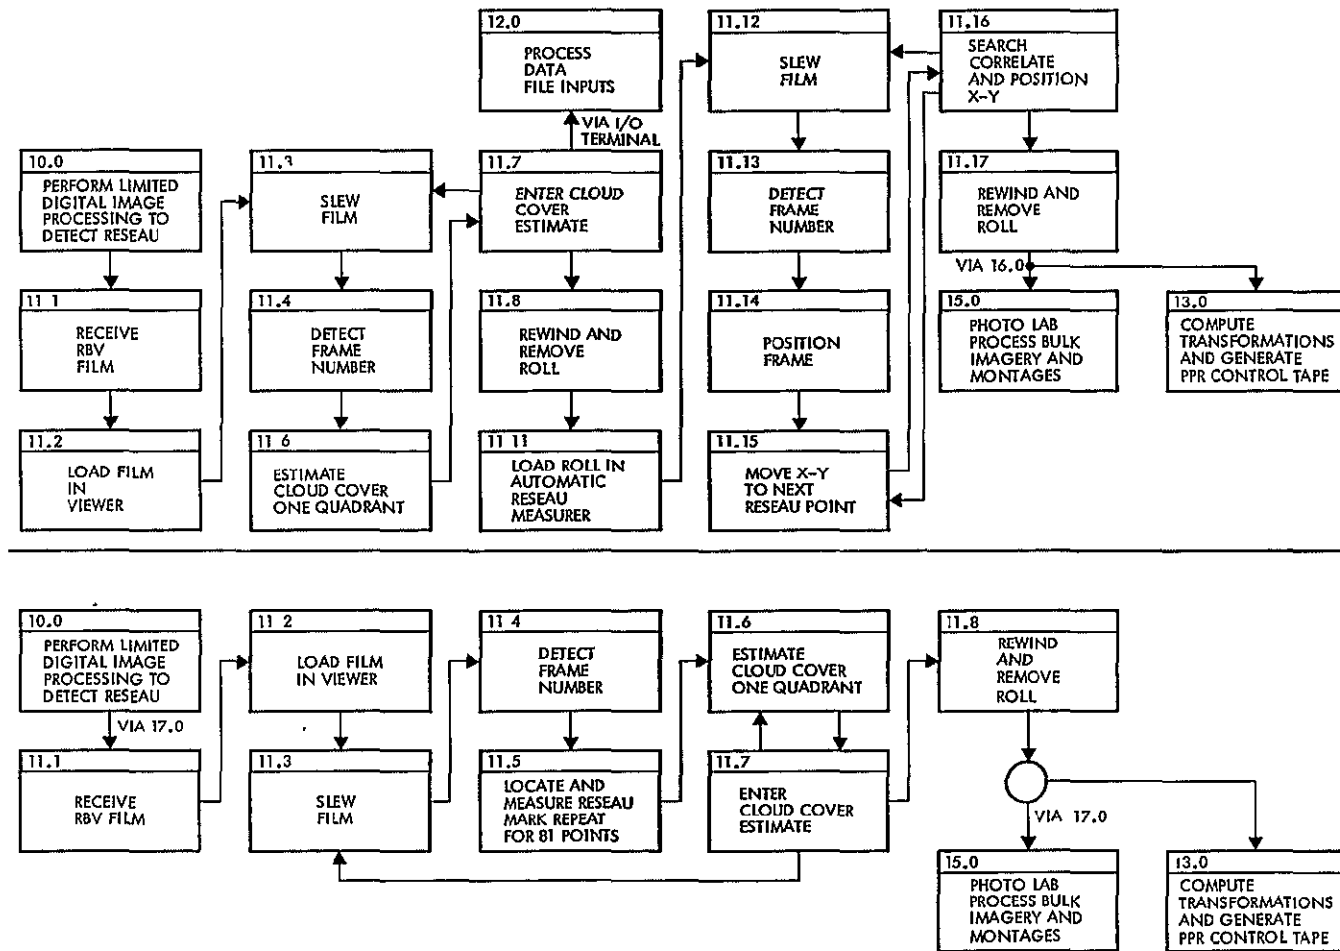 10.0
PERFORM LIMITED
DIGITAL IMAGE
PROCESSING TO
DETECT RESEAU
11 1
RECEIVE
RBV
FILM
11.2
LOAD FILM
IN
VIEWER
11.3
SLEW
FILM
11.4
DETECT
FRAME
NUMBER
11 6
ESTIMATE
CLOUD COVER
ONE QUADRANT
12.0
PROCESS
DATA
FILE INPUTS
VIA I/O
TERMINAL
11.7
ENTER CLOUD
COVER
ESTIMATE
11.8
REWIND AND
REMOVE
ROLL
11 11
LOAD ROLL IN
AUTOMATIC
RESEAU
MEASURER
11.12
SLEW
FILM
11.13
DETECT
FRAME
NUMBER
11.14
POSITION
FRAME
11.15
MOVE X-Y
TO NEXT
RESEAU POINT
11.16
SEARCH
CORRELATE
AND POSITION
X-Y
11.17
REWIND AND
REMOVE
ROLL
VIA 16.0
15.0
PHOTO LAB
PROCESS BULK
IMAGERY AND
MONTAGES
13.0
COMPUTE
TRANSFORMATIONS
AND GENERATE
PPR CONTROL TAPE
10.0
PERFORM LIMITED
DIGITAL IMAGE
PROCESSING TO
DETECT RESEAU
VIA 17.0
11.1
RECEIVE
RBV FILM
11 2
LOAD FILM
IN VIEWER
11.3
SLEW
FILM
11 4
DETECT
FRAME
NUMBER
11.5
LOCATE AND
MEASURE RESEAU
MARK REPEAT
FOR 81 POINTS
11.6
ESTIMATE
CLOUD COVER
ONE QUADRANT
11.7
ENTER
CLOUD COVER
ESTIMATE
11.8
REWIND
AND
REMOVE
ROLL
VIA 17.0
15.0
PHOTO LAB
PROCESS BULK
IMAGERY AND
MONTAGES
13.0
COMPUTE
TRANSFORMATIONS
AND GENERATE
PPR CONTROL TAPE